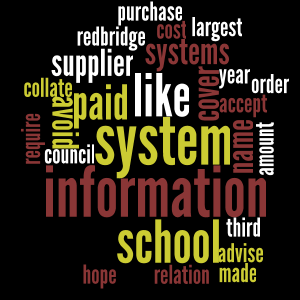 purchase
cost largest
redbridge
systems
supplier
year order
collate
paid like cover accept
avoid
require
system name amount
council
information
third
school
advise
hope relation made